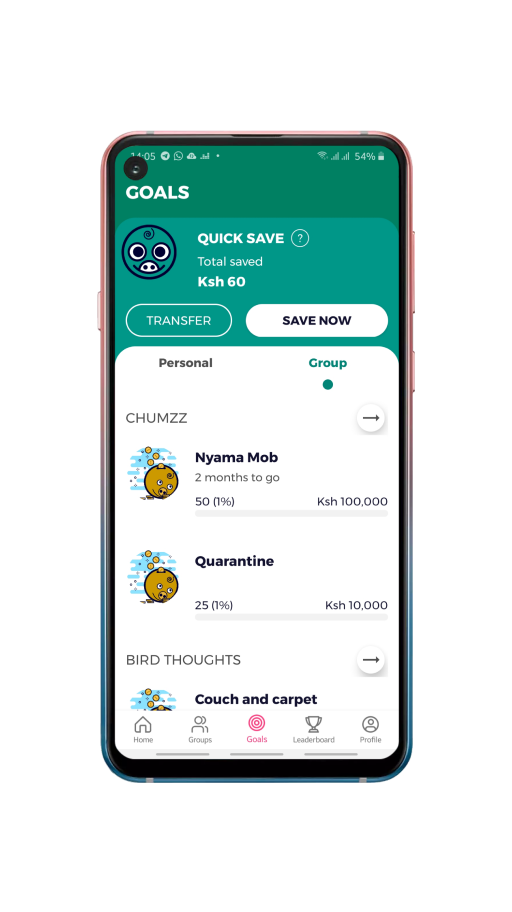 14:05
54%
GOALS
QUICK SAVE ?
Total saved
Ksh 60
TRANSFER
SAVE NOW
Personal
Group
CHUMZZ
Nyama Mob
2 months to go
50 (1%)
Ksh 100,000
Quarantine
25 (1%)
Ksh 10,000
BIRD THOUGHTS
Couch and carpet
Home
Groups
Goals
Leaderboard
Profile